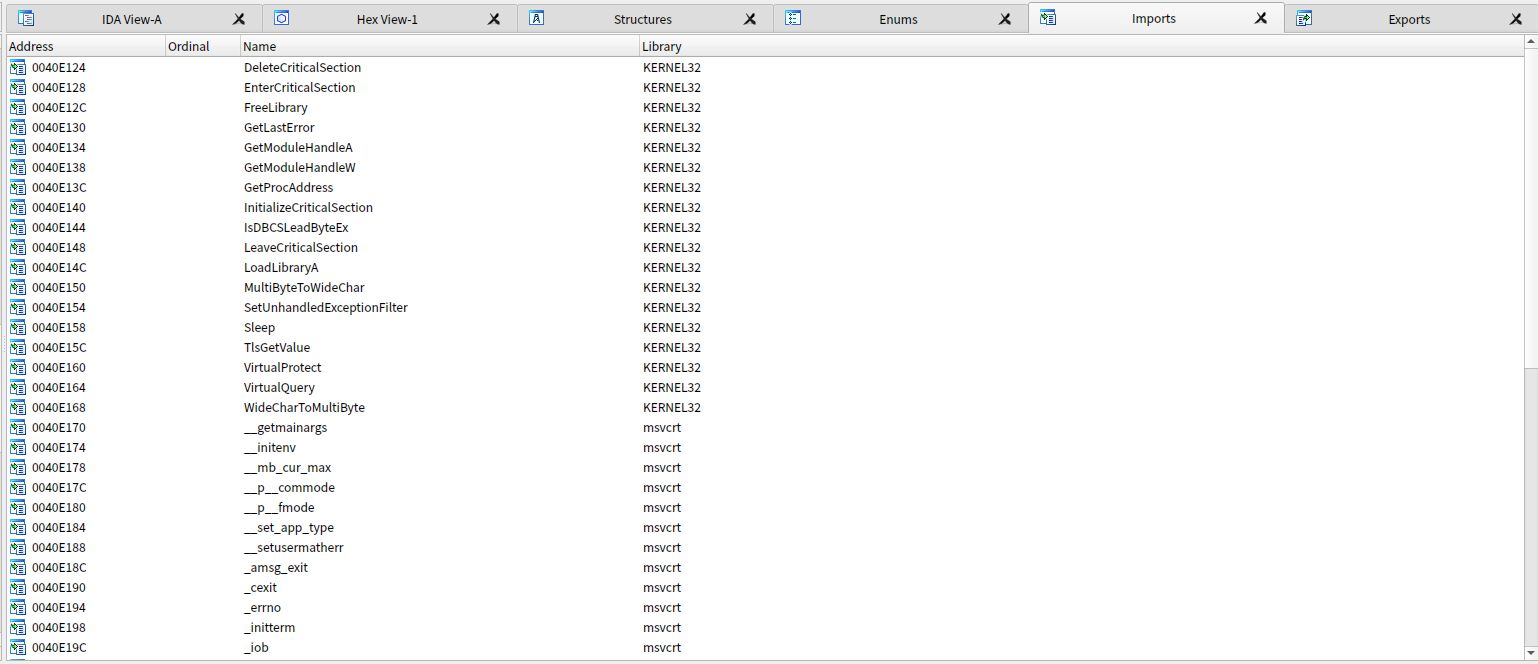 IDA View-A Hex View-1 Structures Enums Imports Exports
Address Ordinal Name Library
0040E124 DeleteCriticalSection KERNEL32
0040E128 EnterCriticalSection KERNEL32
0040E12C FreeLibrary KERNEL32
0040E130 GetLastError KERNEL32
0040E134 GetModuleHandleA KERNEL32
0040E138 GetModuleHandleW KERNEL32
0040E13C GetProcAddress KERNEL32
0040E140 InitializeCriticalSection KERNEL32
0040E144 IsDBCSLeadByteEx KERNEL32
0040E148 LeaveCriticalSection KERNEL32
0040E14C LoadLibraryA KERNEL32
0040E150 MultiByteToWideChar KERNEL32
0040E154 SetUnhandledExceptionFilter KERNEL32
0040E158 Sleep KERNEL32
0040E15C TlsGetValue KERNEL32
0040E160 VirtualProtect KERNEL32
0040E164 VirtualQuery KERNEL32
0040E168 WideCharToMultiByte KERNEL32
0040E170 __getmainargs msvcrt
0040E174 __initenv msvcrt
0040E178 __mb_cur_max msvcrt
0040E17C __p__commode msvcrt
0040E180 __p__fmode msvcrt
0040E184 __set_app_type msvcrt
0040E188 __setusermatherr msvcrt
0040E18C _amsg_exit msvcrt
0040E190 _cexit msvcrt
0040E194 _errno msvcrt
0040E198 _initterm msvcrt
0040E19C _iob msvcrt